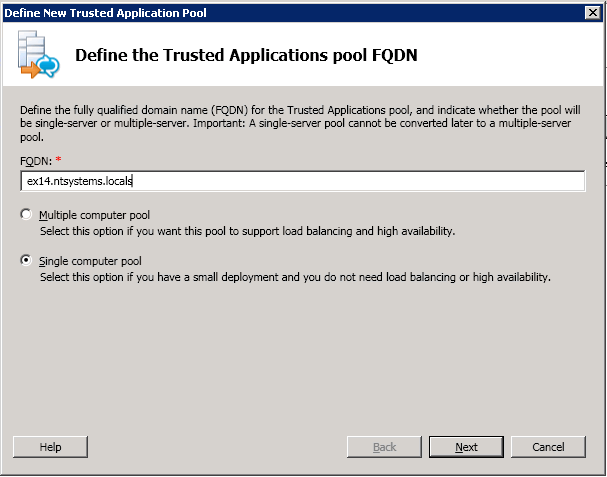 Define New Trusted Application Pool
Define the Trusted Applications pool FQDN
Define the fully qualified domain name (FQDN) for the Trusted Applications pool, and indicate whether the pool will
be single-server or multiple-server. Important: A single-server pool cannot be converted later to a multiple-server
pool.
FQDN: *
ex14.ntsystems.locals
Multiple computer pool
Select this option if you want this pool to support load balancing and high availability.
Single computer pool
Select this option if you have a small deployment and you do not need load balancing or high availability.
Help
Back
Next
Cancel